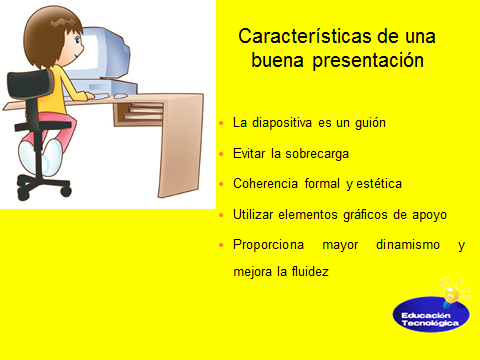 Características de una
buena presentación
• La diapositiva es un guión
• Evitar la sobrecarga
• Coherencia formal y estética
• Utilizar elementos gráficos de apoyo
• Proporciona mayor dinamismo y
mejora la fluidez
Educación
Tecnológica